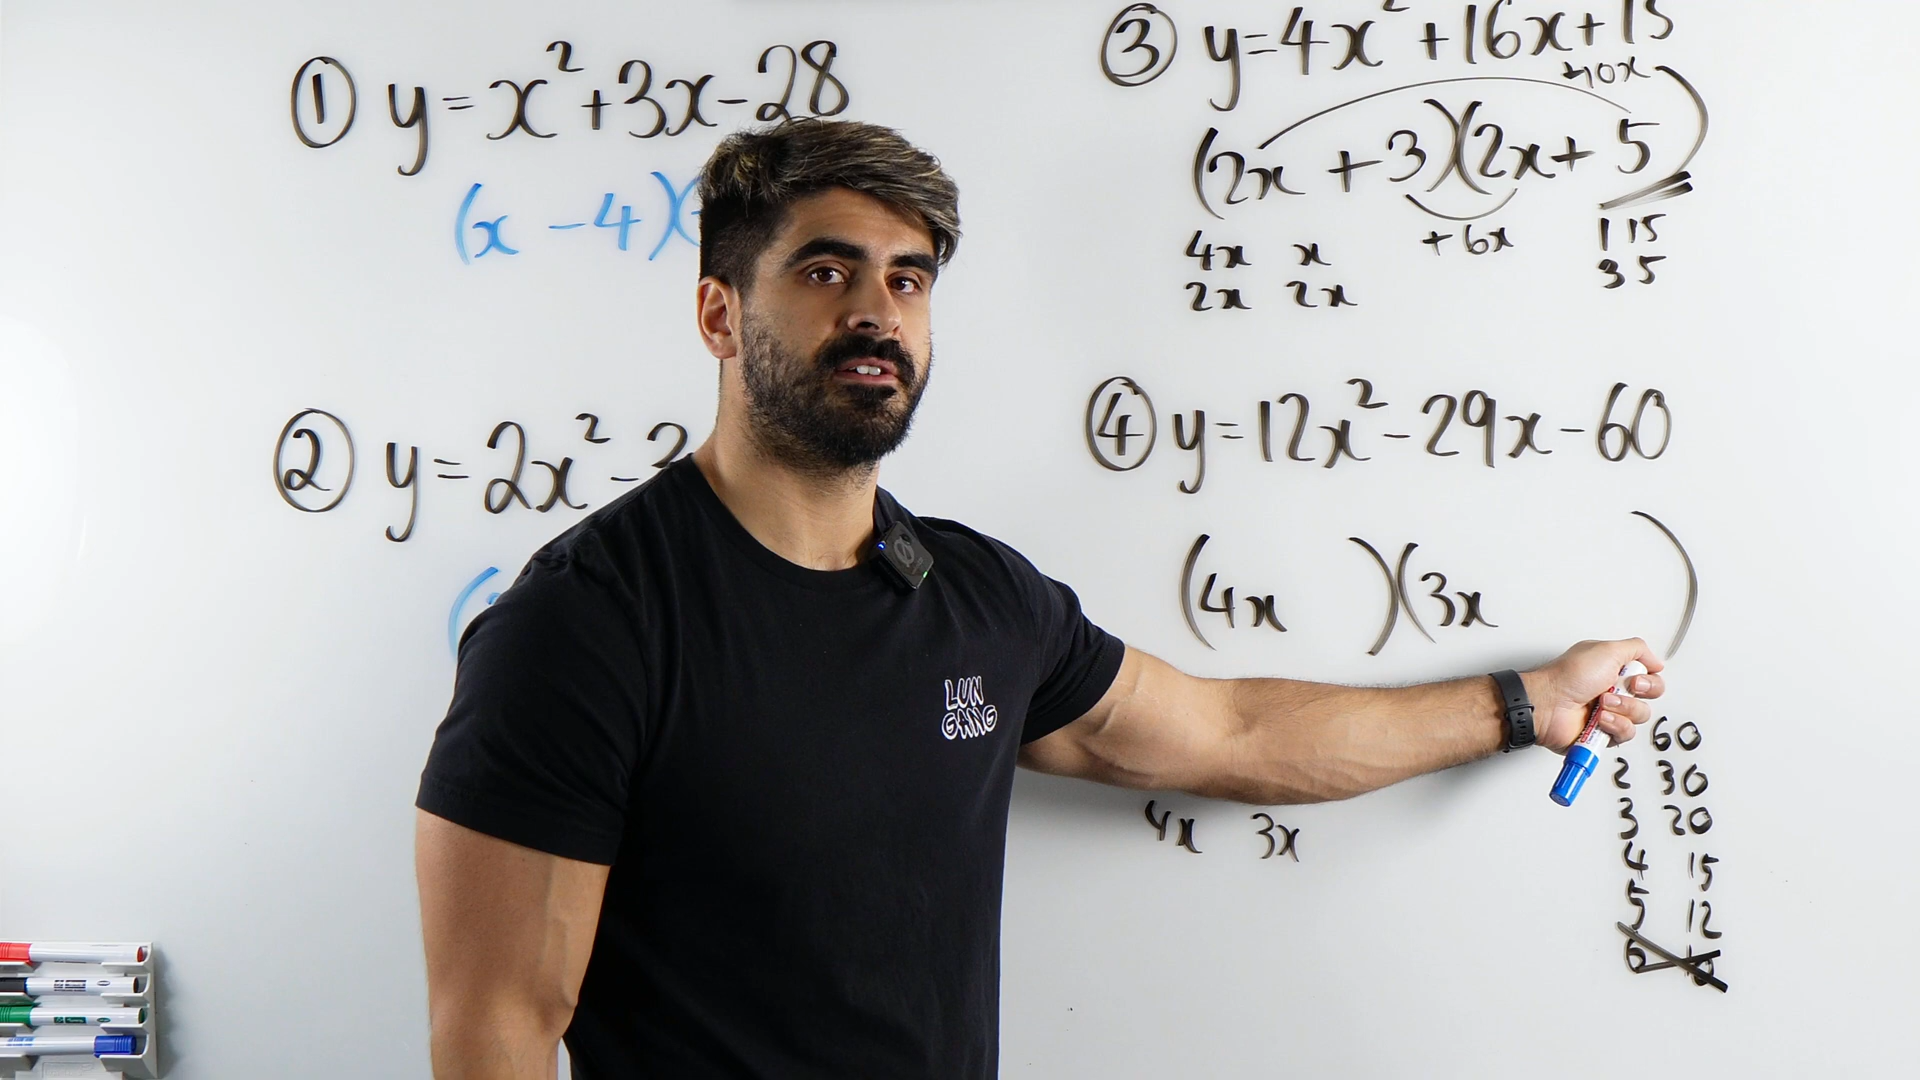 ① y=x²+3x-28
(x -4)(
② y=2x²-
③ y=4x²+16x+15
+10x
(2x +3)(2x+ 5
+6x
4x x
2x 2x
1 15
3 5
④ y=12x²-29x-60
(4x )(3x )
4x 3x
60
2 30
3 20
4 15
5 12
LUN
GANG